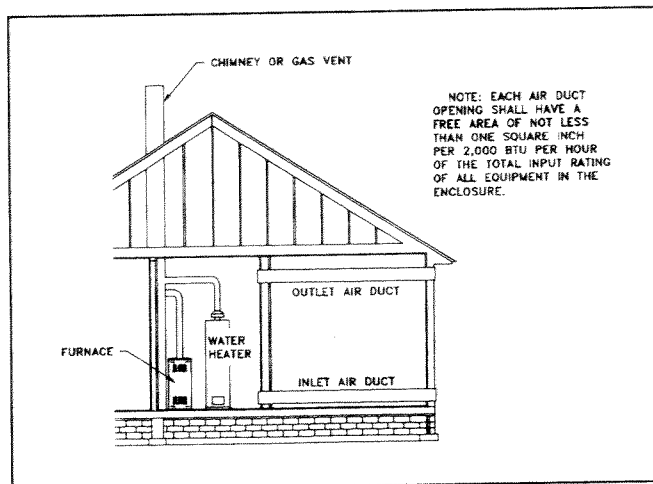 CHIMNEY OR GAS VENT
NOTE: EACH AIR DUCT
OPENING SHALL HAVE A
FREE AREA OF NOT LESS
THAN ONE SQUARE INCH
PER 2,000 BTU PER HOUR
OF THE TOTAL INPUT RATING
OF ALL EQUIPMENT IN THE
ENCLOSURE.
OUTLET AIR DUCT
WATER
HEATER
FURNACE
INLET AIR DUCT